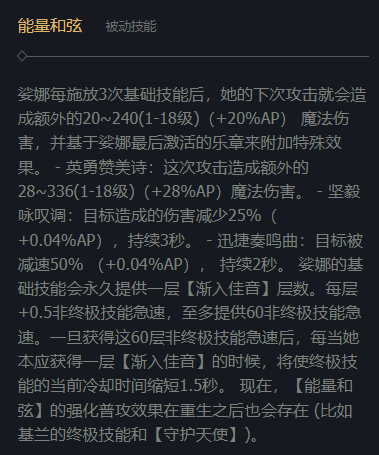 能量和弦 被动技能
娑娜每施放3次基础技能后，她的下次攻击就会造
成额外的20~240(1-18级)（+20%AP） 魔法伤
害，并基于娑娜最后激活的乐章来附加特殊效
果。 - 英勇赞美诗：这次攻击造成额外的
28~336(1-18级)（+28%AP）魔法伤害。 - 坚毅
咏叹调：目标造成的伤害减少25%（
+0.04%AP），持续3秒。 - 迅捷奏鸣曲：目标被
减速50% （+0.04%AP）， 持续2秒。 娑娜的基
础技能会永久提供一层【渐入佳音】层数。每层
+0.5非终极技能急速，至多提供60非终极技能急
速。一旦获得这60层非终极技能急速后，每当她
本应获得一层【渐入佳音】的时候，将使终极技
能的当前冷却时间缩短1.5秒。 现在，【能量和
弦】的强化普攻效果在重生之后也会存在 (比如
基兰的终极技能和【守护天使】)。